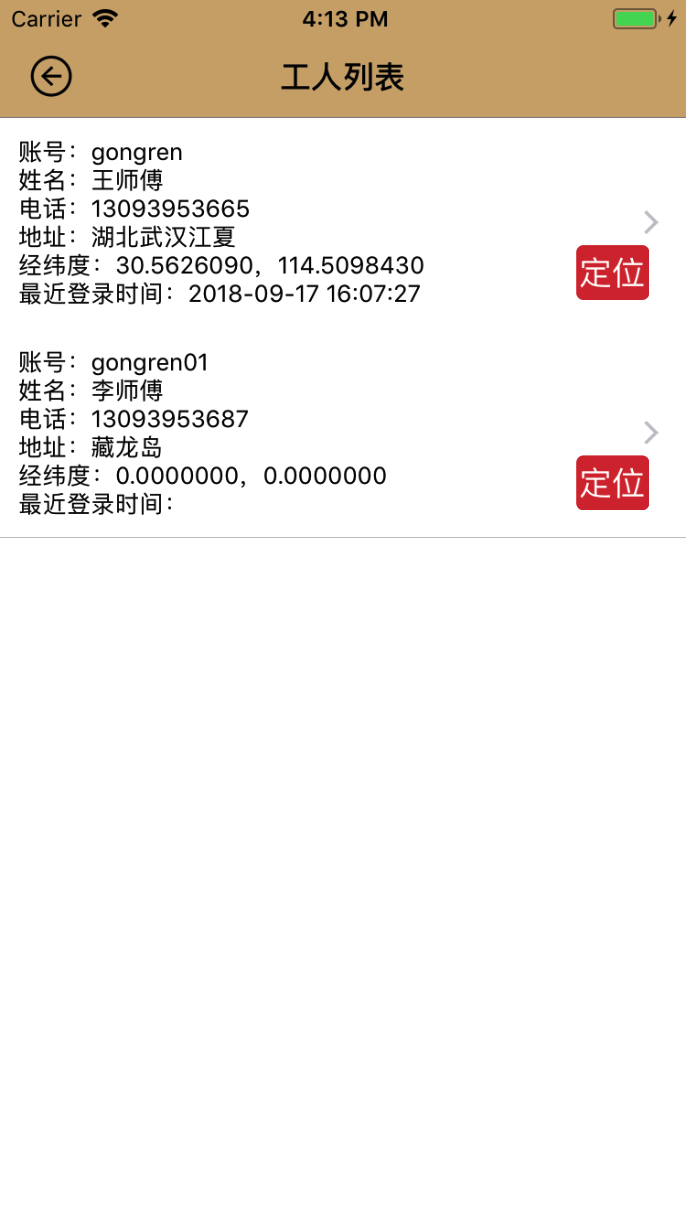 Carrier 4:13 PM
工人列表
账号：gongren
姓名：王师傅
电话：13093953665
地址：湖北武汉江夏
经纬度：30.5626090，114.5098430
定位
最近登录时间：2018-09-17 16:07:27
账号：gongren01
姓名：李师傅
电话：13093953687
地址：藏龙岛
经纬度：0.0000000，0.0000000
定位
最近登录时间：